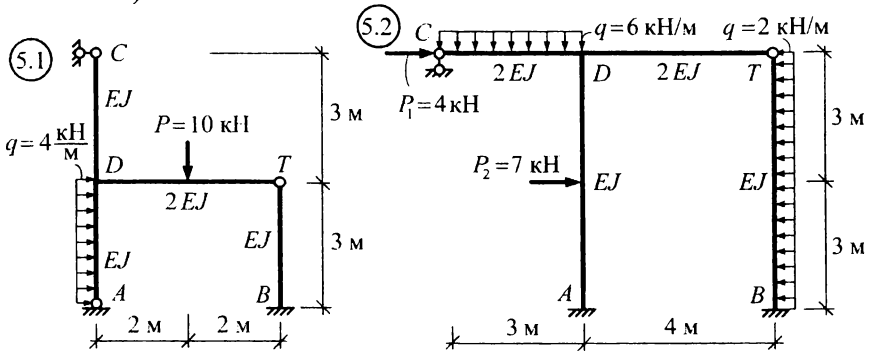 5.1
C
EJ
3 м
P=10 кН
q=4 кН/м
D
T
2EJ
EJ
EJ
3 м
A
B
2 м
2 м
5.2
C
q=6 кН/м
q=2 кН/м
2EJ
D
2EJ
T
P₁=4 кН
3 м
P₂=7 кН
EJ
EJ
3 м
A
B
3 м
4 м